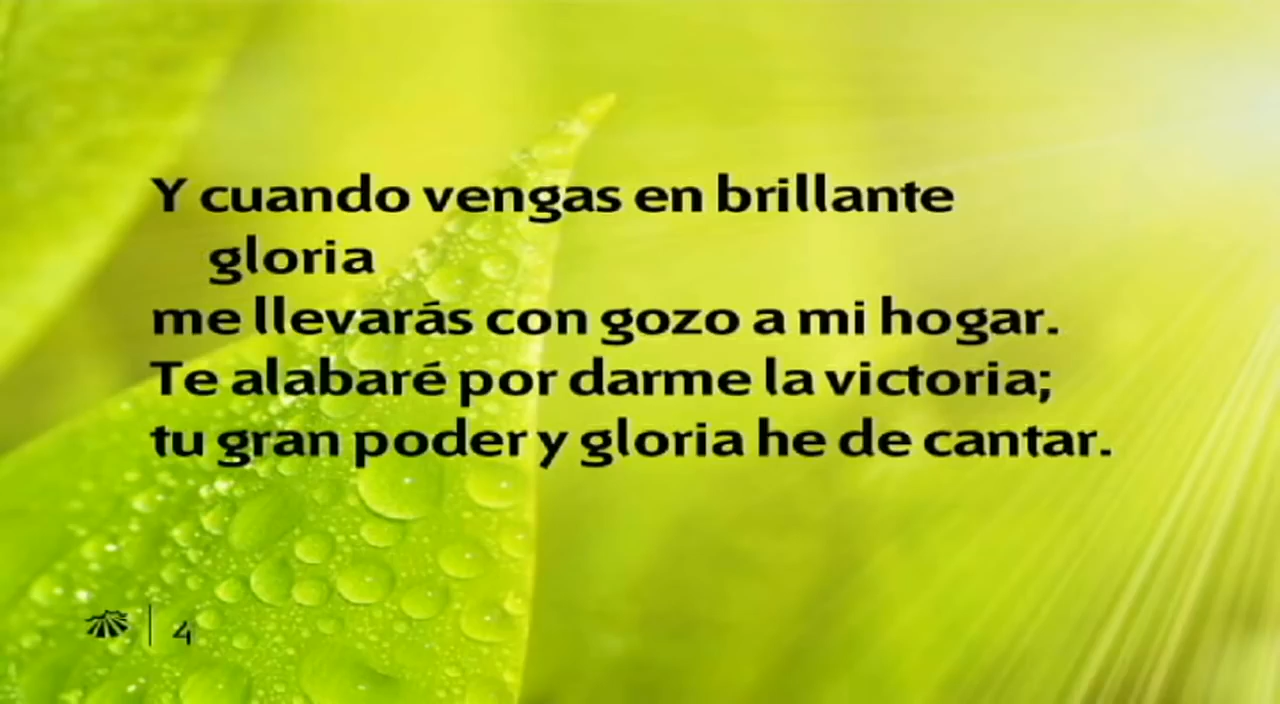 Y cuando vengas en brillante
gloria
me llevarás con gozo a mi hogar.
Te alabaré por darme la victoria;
tu gran poder y gloria he de cantar.
4